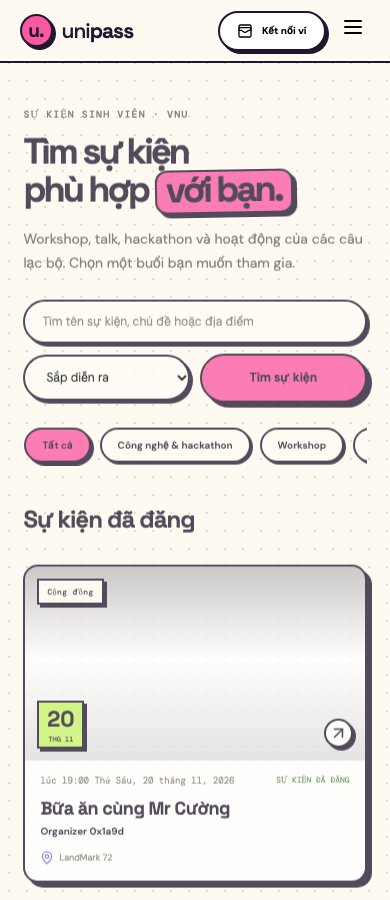 u. unipass
Kết nối ví
SỰ KIỆN SINH VIÊN · VNU
Tìm sự kiện
phù hợp với bạn.
Workshop, talk, hackathon và hoạt động của các câu
lạc bộ. Chọn một buổi bạn muốn tham gia.
Tìm tên sự kiện, chủ đề hoặc địa điểm
Sắp diễn ra
Tìm sự kiện
Tất cả
Công nghệ & hackathon
Workshop
Sự kiện đã đăng
Cộng đồng
20
THG 11
lúc 19:00 Thứ Sáu, 20 tháng 11, 2026
SỰ KIỆN ĐÃ ĐĂNG
Bữa ăn cùng Mr Cường
Organizer 0x1a9d
LandMark 72